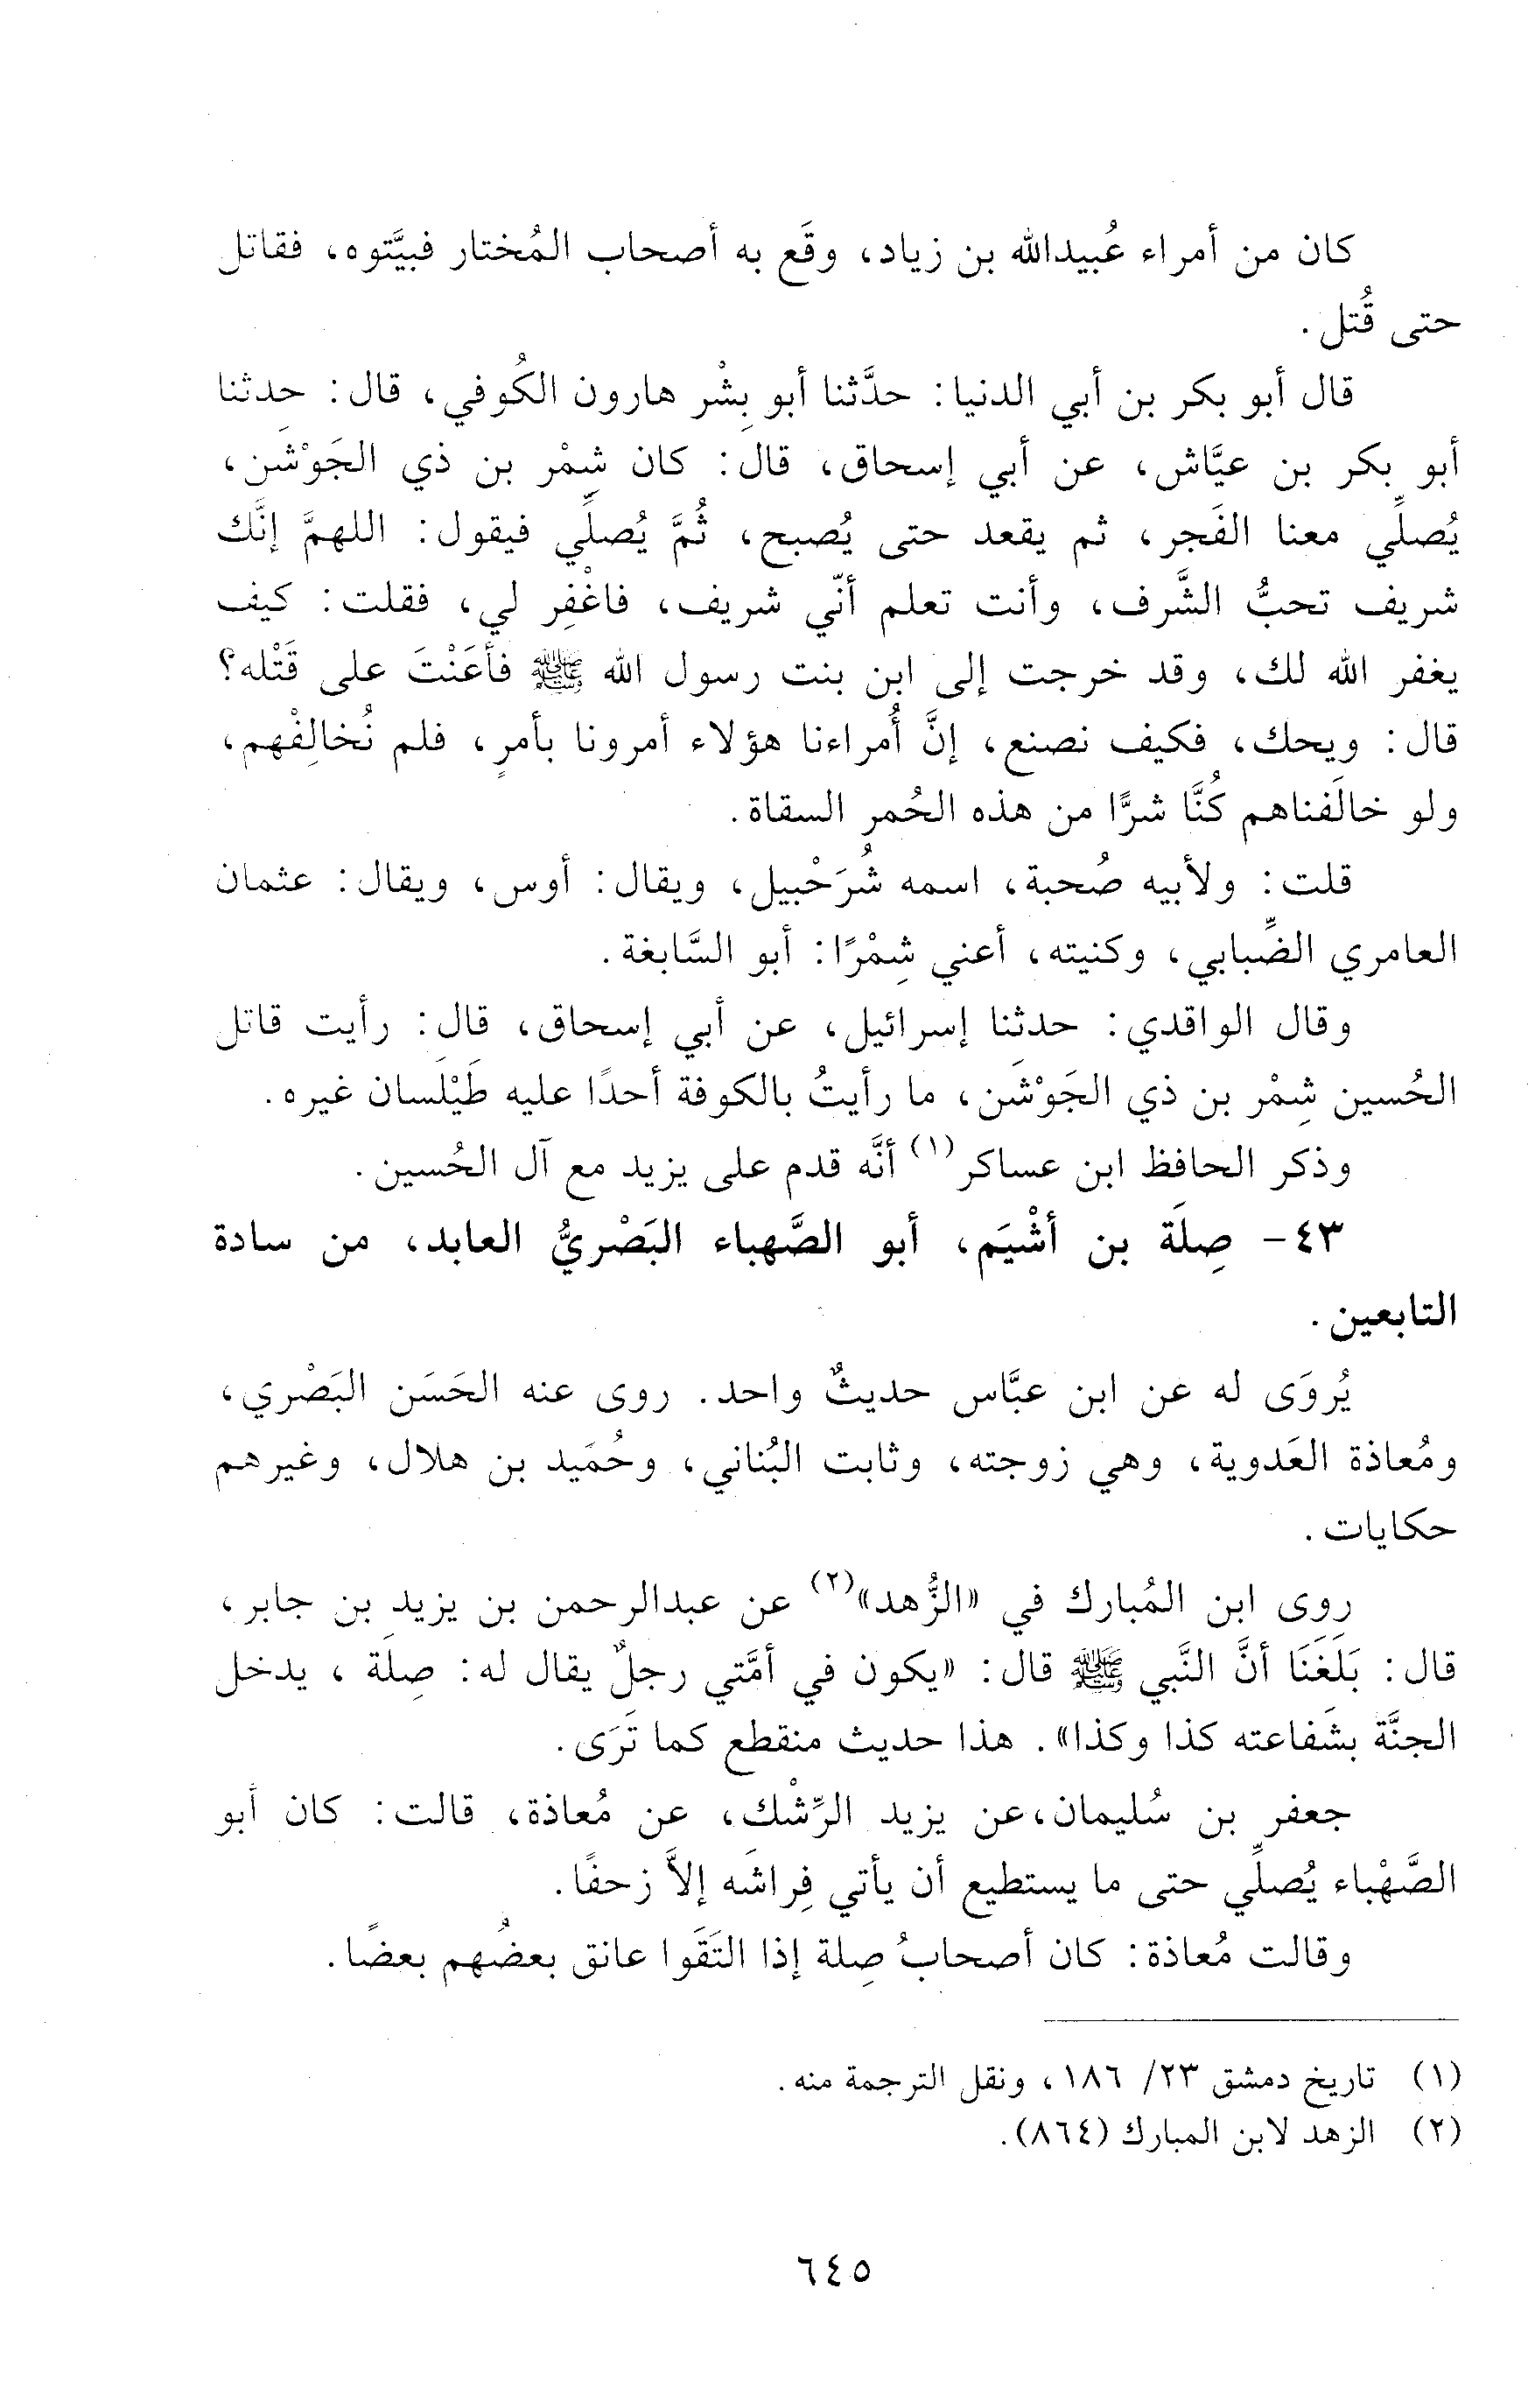 كان من أمراء عُبيدالله بن زياد، وقَع به أصحاب المُختار فبيَّتوه، فقاتل
حتى قُتل.
قال أبو بكر بن أبي الدنيا: حدَّثنا أبو بِشْر هارون الكُوفي، قال: حدثنا
أبو بكر بن عيَّاش، عن أبي إسحاق، قال: كان شِمْر بن ذي الجَوْشَن،
يُصلِّي معنا الفَجر، ثم يقعد حتى يُصبح، ثُمَّ يُصلِّي فيقول: اللهمَّ إنَّك
شريف تحبُّ الشَّرف، وأنت تعلم أنّي شريف، فاغْفِر لي، فقلت: كيف
يغفر الله لك، وقد خرجت إلى ابن بنت رسول الله ﷺ فأَعَنْتَ على قَتْله؟
قال: ويحك، فكيف نصنع، إنَّ أُمراءنا هؤلاء أمرونا بأمرٍ، فلم نُخالِفْهم،
ولو خالَفناهم كُنَّا شرًّا من هذه الحُمر السقاة.
قلت: ولأبيه صُحبة، اسمه شُرَحْبيل، ويقال: أوس، ويقال: عثمان
العامري الضِّبابي، وكنيته، أعني شِمْرًا: أبو السَّابغة.
وقال الواقدي: حدثنا إسرائيل، عن أبي إسحاق، قال: رأيت قاتل
الحُسين شِمْر بن ذي الجَوْشَن، ما رأيتُ بالكوفة أحدًا عليه طَيْلَسان غيره.
وذكر الحافظ ابن عساكر(١) أنَّه قدم على يزيد مع آل الحُسين.
٤٣- صِلَة بن أشْيَم، أبو الصَّهباء البَصْريُّ العابد، من سادة
التابعين.
يُروَى له عن ابن عبَّاس حديثٌ واحد. روى عنه الحَسَن البَصْري،
ومُعاذة العَدوية، وهي زوجته، وثابت البُناني، وحُمَيد بن هلال، وغيرهم
حكايات.
روى ابن المُبارك في «الزُّهد»(٢) عن عبدالرحمن بن يزيد بن جابر،
قال: بَلَغَنَا أنَّ النَّبي ﷺ قال: «يكون في أمَّتي رجلٌ يقال له: صِلَة ، يدخل
الجنَّة بشَفاعته كذا وكذا». هذا حديث منقطع كما تَرَى.
جعفر بن سُليمان،عن يزيد الرِّشْك، عن مُعاذة، قالت: كان أبو
الصَّهْباء يُصلِّي حتى ما يستطيع أن يأتي فِراشَه إلاَّ زحفًا.
وقالت مُعاذة: كان أصحابُ صِلة إذا التَقَوا عانق بعضُهم بعضًا.
(١) تاريخ دمشق ٢٣/ ١٨٦، ونقل الترجمة منه.
(٢) الزهد لابن المبارك (٨٦٤).
٦٤٥